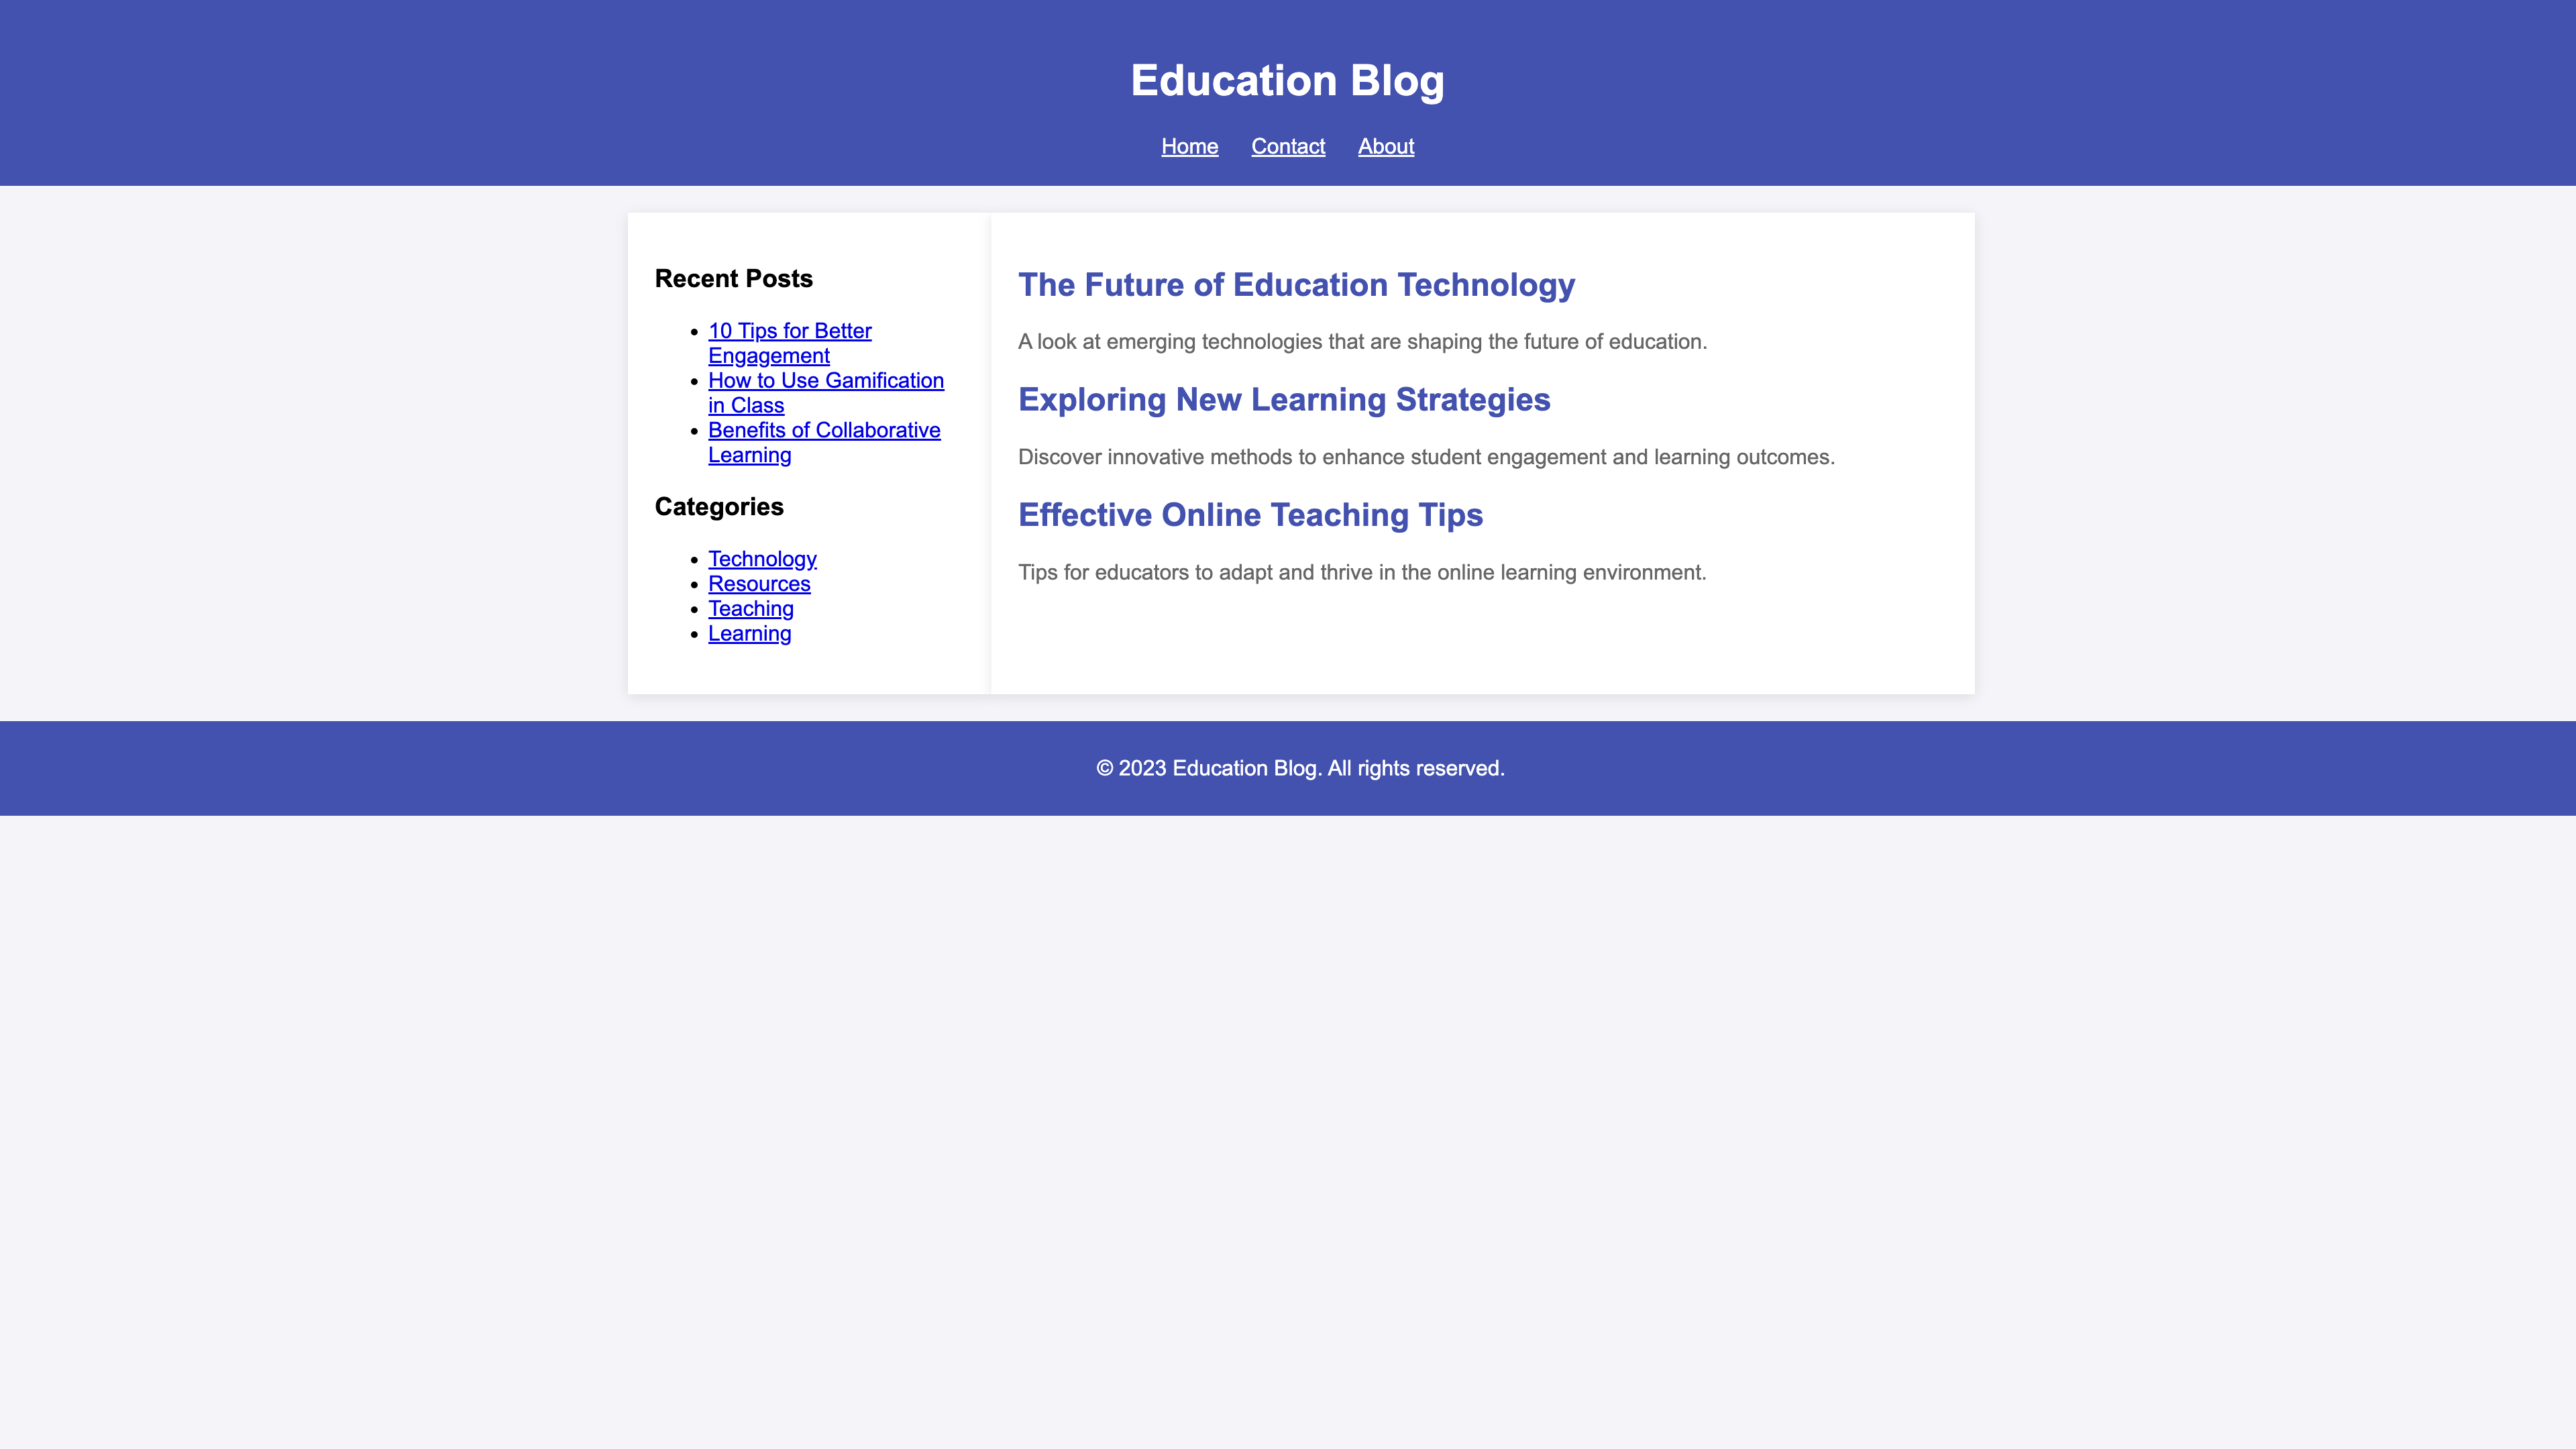 Education Blog
Home Contact About
Recent Posts
10 Tips for Better
Engagement
How to Use Gamification
in Class
Benefits of Collaborative
Learning
Categories
Technology
Resources
Teaching
Learning
The Future of Education Technology
A look at emerging technologies that are shaping the future of education.
Exploring New Learning Strategies
Discover innovative methods to enhance student engagement and learning outcomes.
Effective Online Teaching Tips
Tips for educators to adapt and thrive in the online learning environment.
© 2023 Education Blog. All rights reserved.